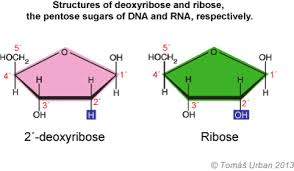 Structures of deoxyribose and ribose,
the pentose sugars of DNA and RNA, respectively.
5´
HOCH₂ O OH
4´ H H 1´
H 3´ 2´ H
OH H
5´
HOCH₂ O OH
4´ H H 1´
H 3´ 2´ H
OH OH
2´-deoxyribose
Ribose
© Tomáš Urban 2013